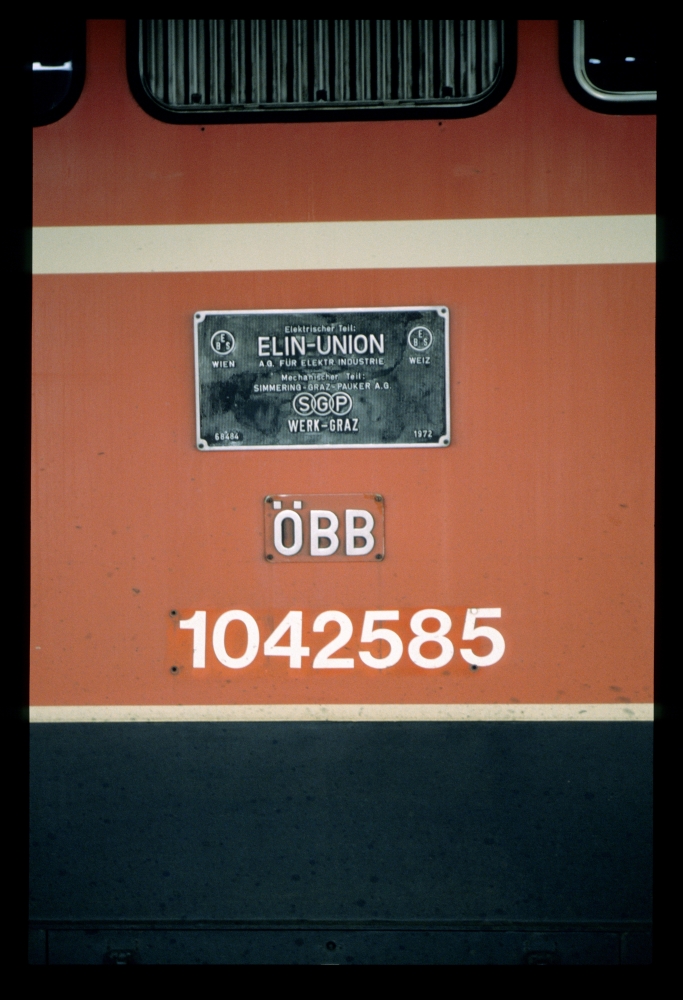 Elektrischer Teil:
ELIN-UNION
A.G. FÜR ELEKTR. INDUSTRIE
E B S
WIEN
E B S
WEIZ
Mechanischer Teil:
SIMMERING-GRAZ-PAUKER A.G.
SGP
WERK-GRAZ
1972
ÖBB
1042585